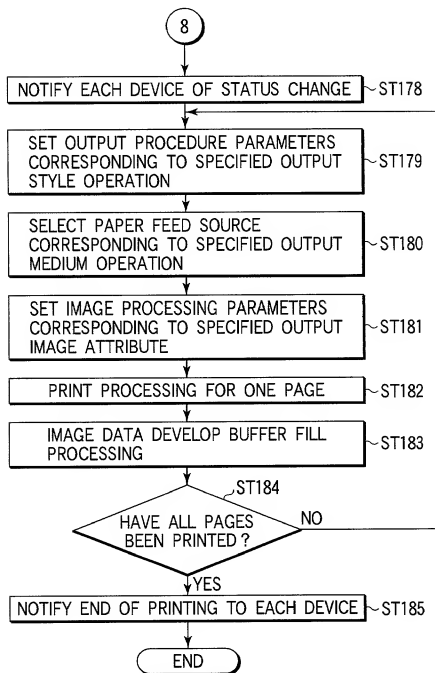 8
NOTIFY EACH DEVICE OF STATUS CHANGE
ST178
SET OUTPUT PROCEDURE PARAMETERS
CORRESPONDING TO SPECIFIED OUTPUT
STYLE OPERATION
ST179
SELECT PAPER FEED SOURCE
CORRESPONDING TO SPECIFIED OUTPUT
MEDIUM OPERATION
ST180
SET IMAGE PROCESSING PARAMETERS
CORRESPONDING TO SPECIFIED OUTPUT
IMAGE ATTRIBUTE
ST181
PRINT PROCESSING FOR ONE PAGE
ST182
IMAGE DATA DEVELOP BUFFER FILL
PROCESSING
ST183
ST184
HAVE ALL PAGES
BEEN PRINTED?
NO
YES
NOTIFY END OF PRINTING TO EACH DEVICE
ST185
END